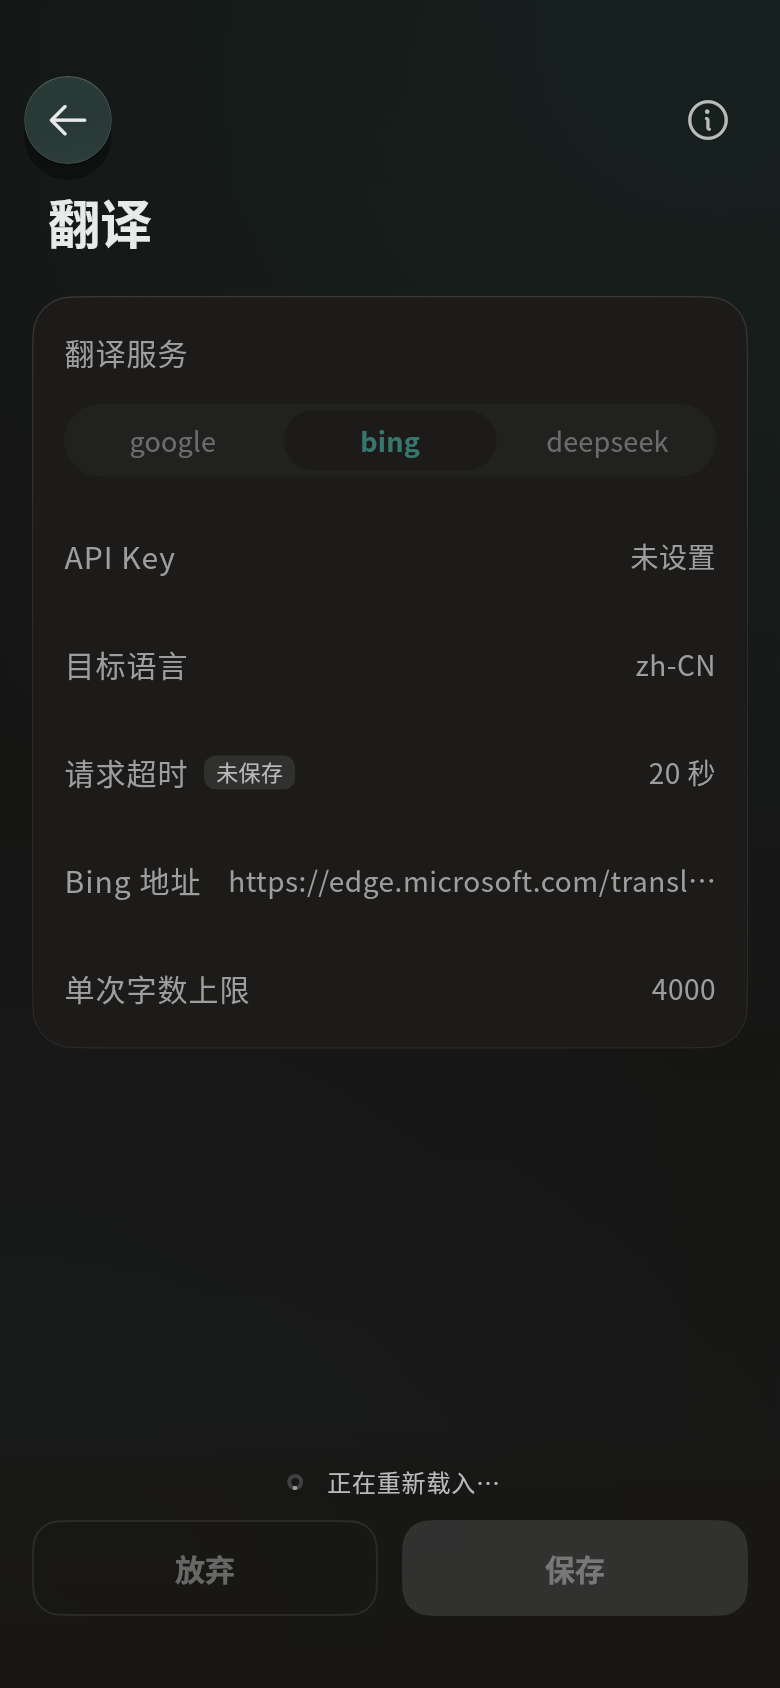 翻译
翻译服务
google bing deepseek
API Key 未设置
目标语言 zh-CN
请求超时 未保存 20 秒
Bing 地址 https://edge.microsoft.com/transl…
单次字数上限 4000
正在重新载入…
放弃 保存